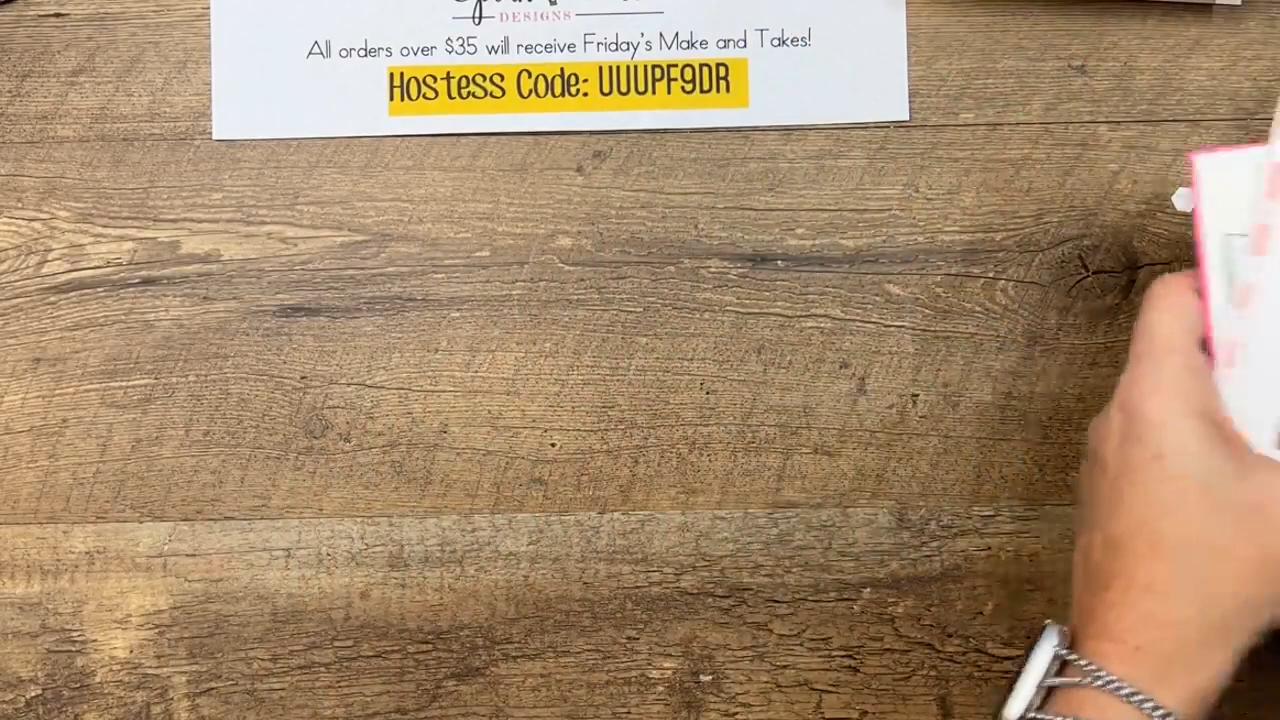 DESIGNS
All orders over $35 will receive Friday's Make and Takes!
Hostess Code: UUUPF9DR